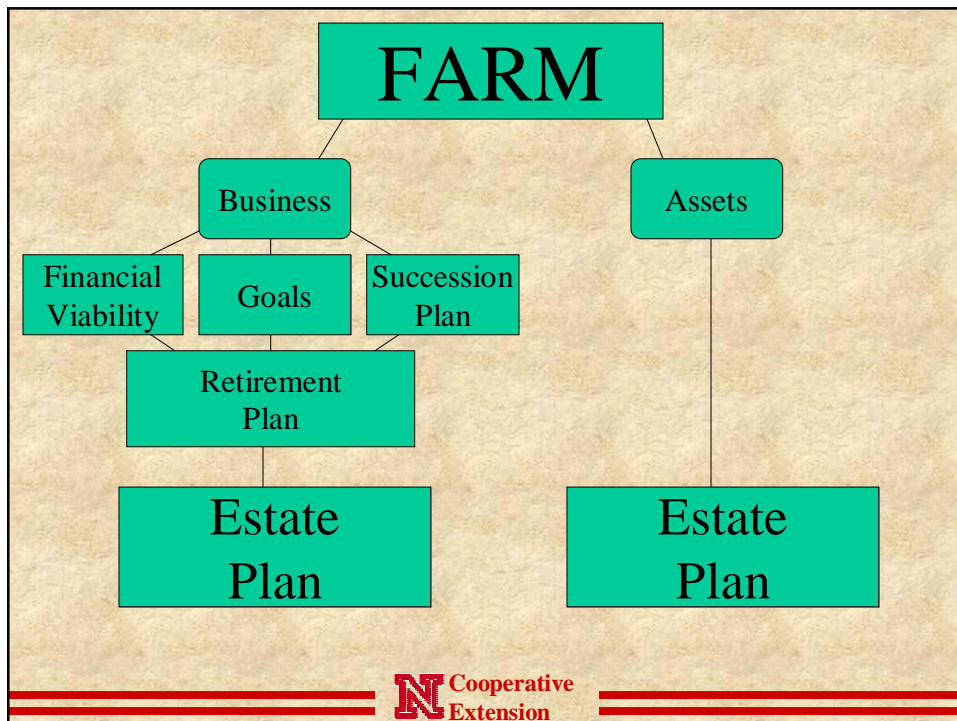 FARM
Business
Assets
Financial
Viability
Goals
Succession
Plan
Retirement
Plan
Estate
Plan
Estate
Plan
N
Cooperative
Extension